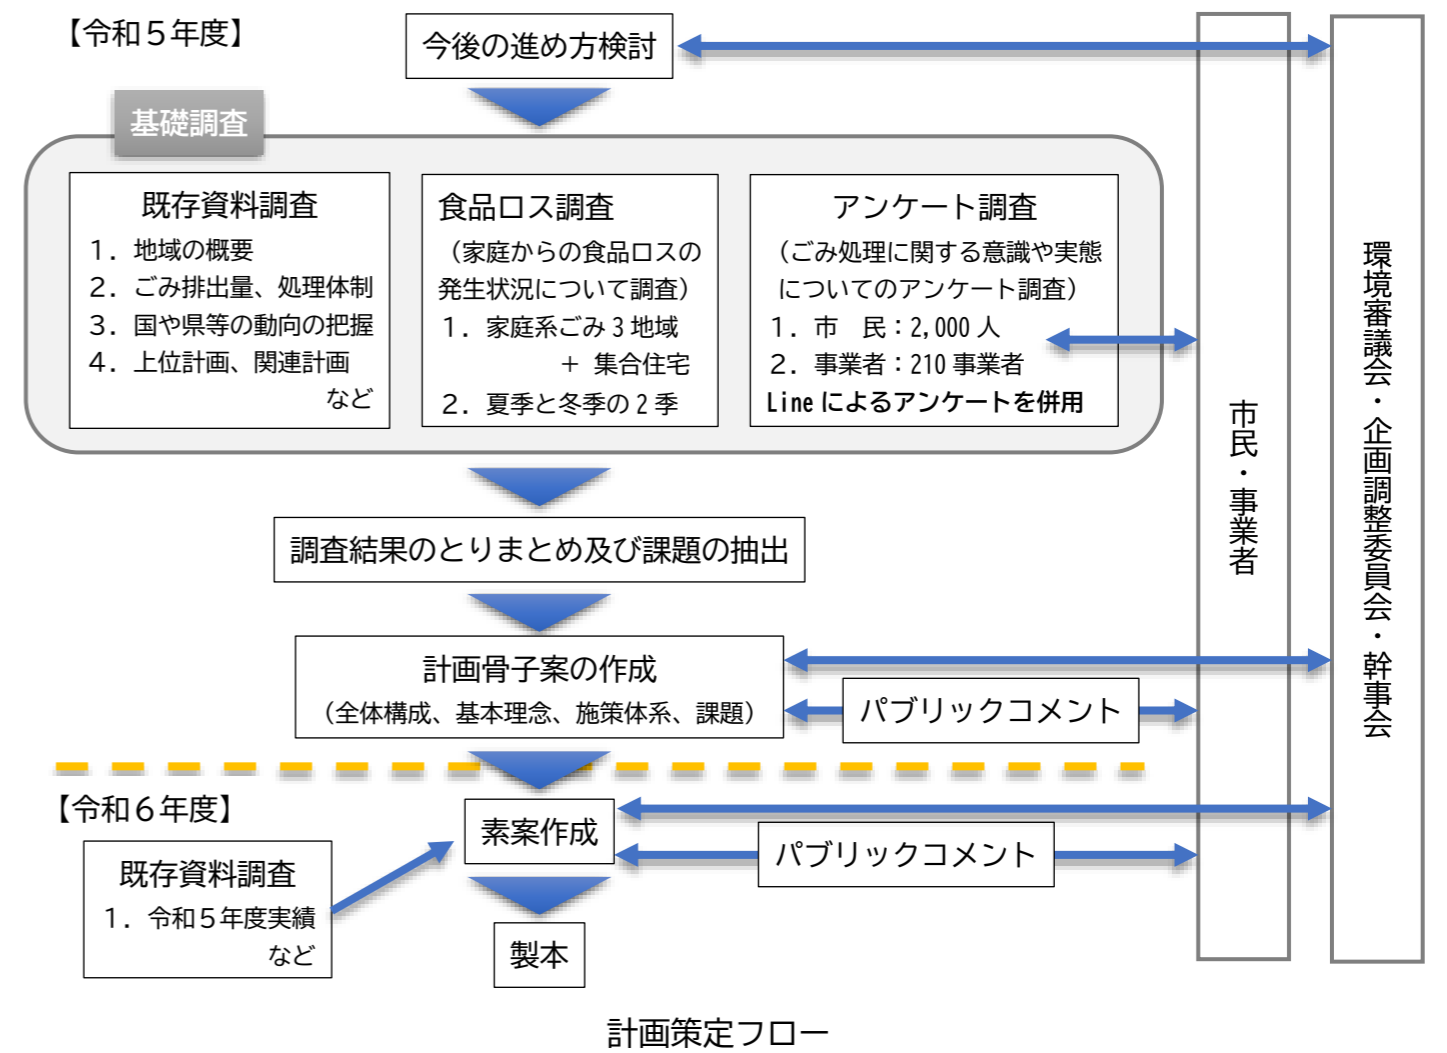 【令和５年度】
今後の進め方検討
基礎調査
既存資料調査
１．地域の概要
２．ごみ排出量、処理体制
３．国や県等の動向の把握
４．上位計画、関連計画
など
食品ロス調査
（家庭からの食品ロスの
発生状況について調査）
１．家庭系ごみ３地域
＋ 集合住宅
２．夏季と冬季の２季
アンケート調査
（ごみ処理に関する意識や実態
についてのアンケート調査）
１．市　民：2,000 人
２．事業者：210 事業者
Line によるアンケートを併用
調査結果のとりまとめ及び課題の抽出
計画骨子案の作成
（全体構成、基本理念、施策体系、課題）
パブリックコメント
【令和６年度】
素案作成
パブリックコメント
既存資料調査
１．令和５年度実績
など
製本
市民・事業者
環境審議会・企画調整委員会・幹事会
計画策定フロー